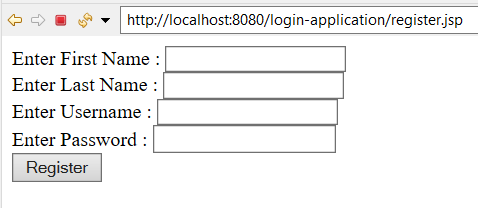 http://localhost:8080/login-application/register.jsp
Enter First Name :
Enter Last Name :
Enter Username :
Enter Password :
Register